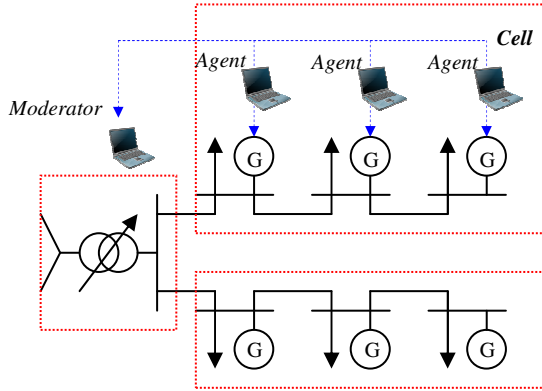 Cell
Agent Agent Agent
Moderator
G G G
G G G